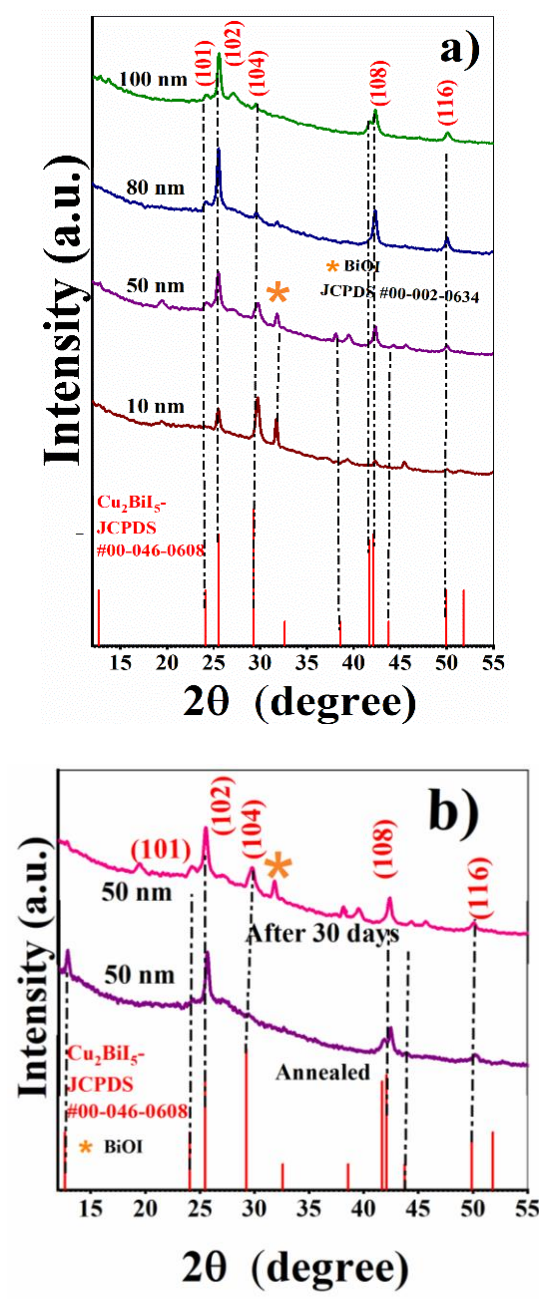 a)
(101)
(102)
(104)
(108)
(116)
100 nm
80 nm
* BiOI
JCPDS #00-002-0634
*
50 nm
10 nm
Cu₂BiI₅-
JCPDS
#00-046-0608
Intensity (a.u.)
15 20 25 30 35 40 45 50 55
2θ (degree)
b)
(101)
(102)
(104)
*
(108)
(116)
50 nm
After 30 days
50 nm
Annealed
Cu₂BiI₅-
JCPDS
#00-046-0608
* BiOI
Intensity (a.u.)
15 20 25 30 35 40 45 50 55
2θ (degree)